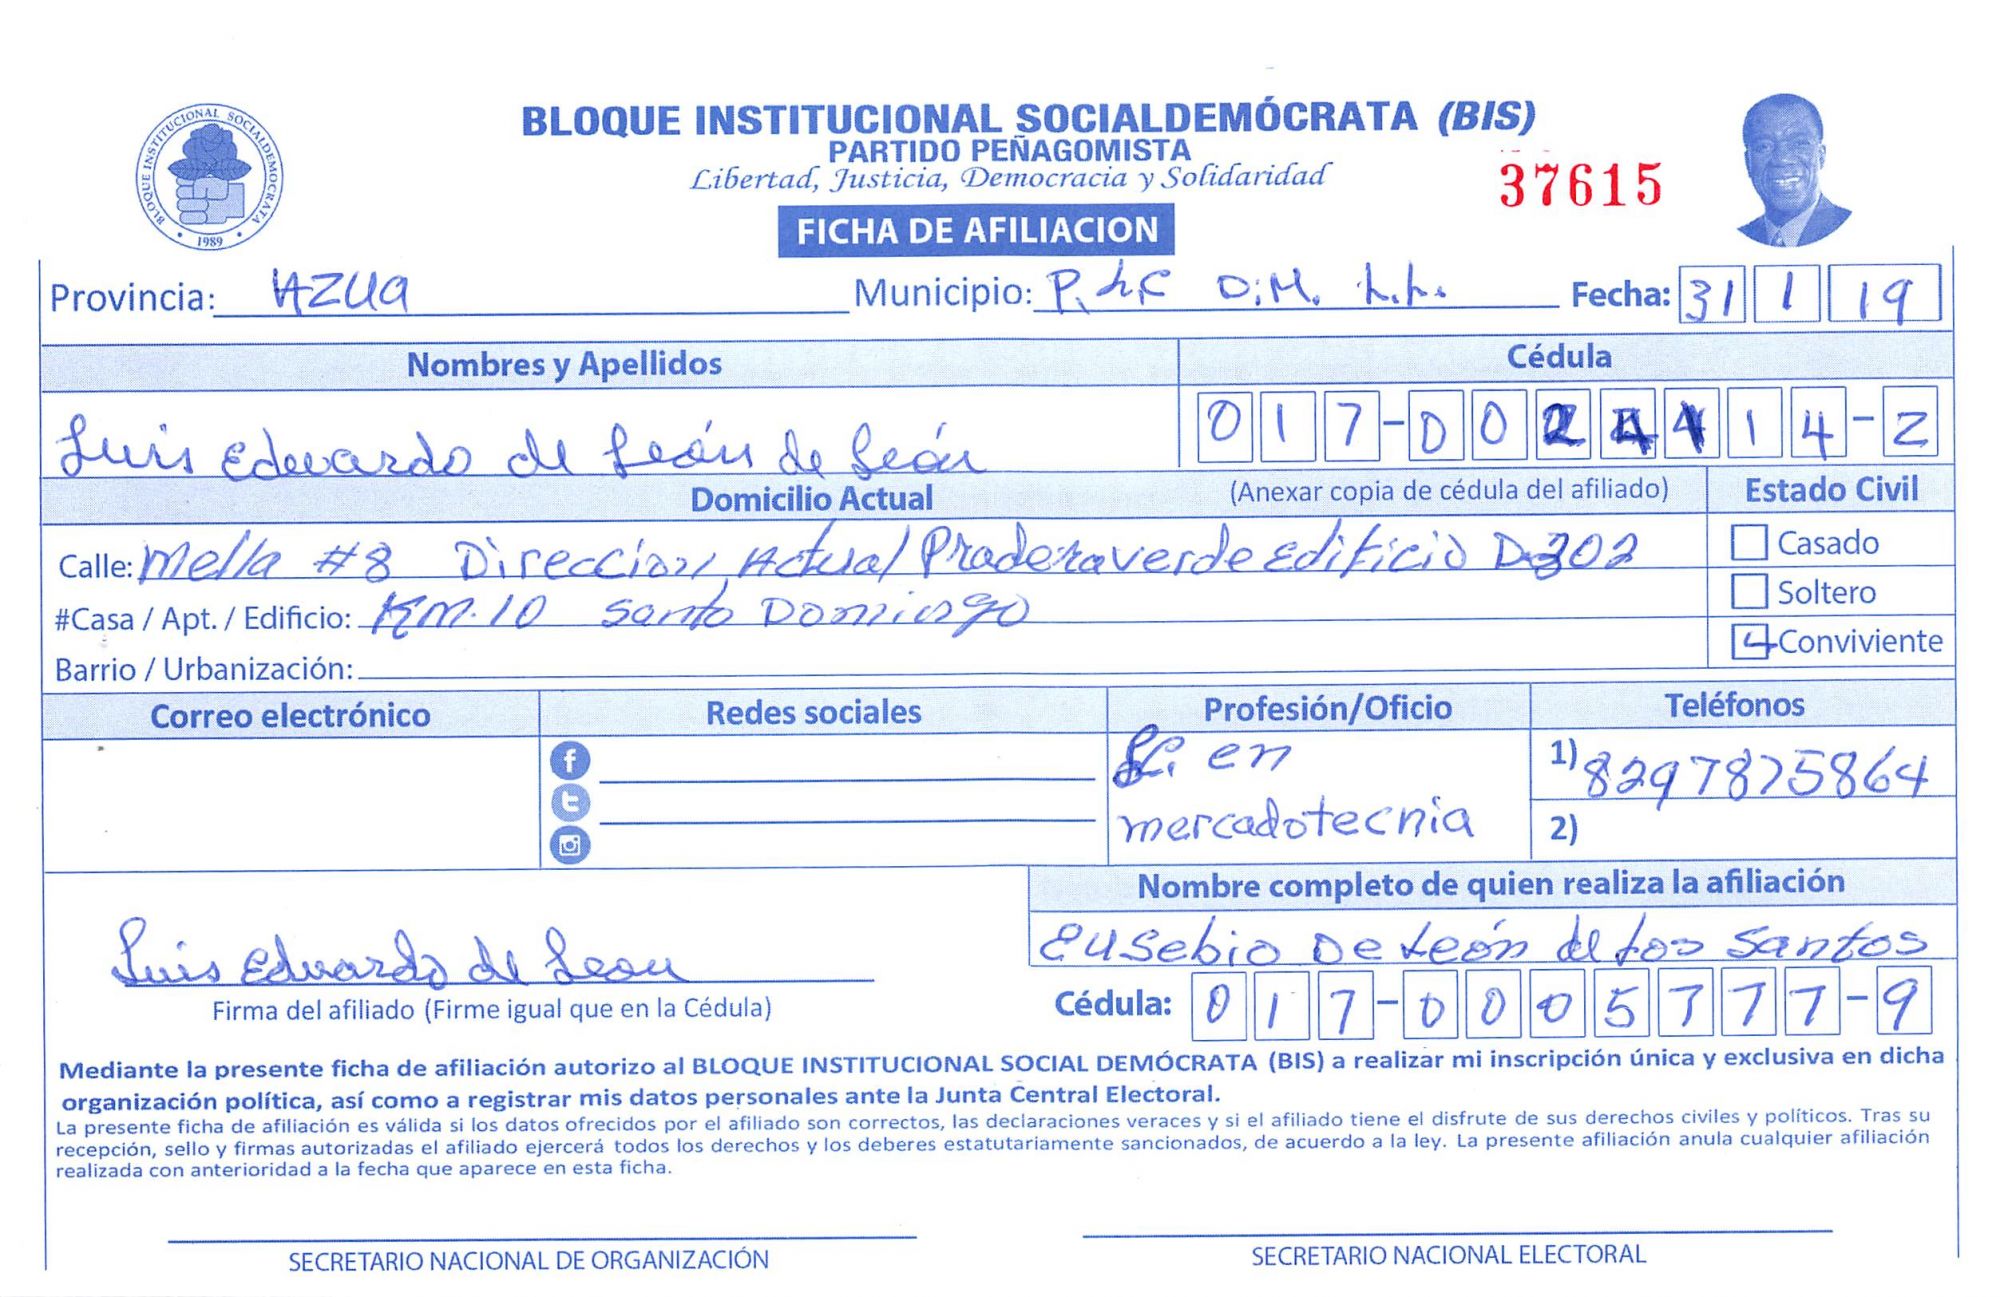 BLOQUE INSTITUCIONAL SOCIALDEMÓCRATA (BIS)
PARTIDO PEÑAGOMISTA
Libertad, Justicia, Democracia y Solidaridad
37615
BLOQUE INSTITUCIONAL SOCIALDEMOCRATA
1989
FICHA DE AFILIACION
Provincia: AZUA Municipio: P. L.C D.M. L.L. Fecha: 31 1 19
Nombres y Apellidos Cédula
Luis Eduardo de León de León 017-0024414-2
Domicilio Actual (Anexar copia de cédula del afiliado) Estado Civil
Calle: Mella #8 Direccion Actual Pradera verde Edificio D-302 Casado
#Casa / Apt. / Edificio: KM.10 Santo Domingo Soltero
Barrio / Urbanización: Conviviente
Correo electrónico Redes sociales Profesión/Oficio Teléfonos
Li. en 1) 8297875864
mercadotecnia 2)
Nombre completo de quien realiza la afiliación
Luis Eduardo de Leon Eusebio De León de Los Santos
Firma del afiliado (Firme igual que en la Cédula) Cédula: 017-0005777-9
Mediante la presente ficha de afiliación autorizo al BLOQUE INSTITUCIONAL SOCIAL DEMÓCRATA (BIS) a realizar mi inscripción única y exclusiva en dicha
organización política, así como a registrar mis datos personales ante la Junta Central Electoral.
La presente ficha de afiliación es válida si los datos ofrecidos por el afiliado son correctos, las declaraciones veraces y si el afiliado tiene el disfrute de sus derechos civiles y políticos. Tras su
recepción, sello y firmas autorizadas el afiliado ejercerá todos los derechos y los deberes estatutariamente sancionados, de acuerdo a la ley. La presente afiliación anula cualquier afiliación
realizada con anterioridad a la fecha que aparece en esta ficha.
SECRETARIO NACIONAL DE ORGANIZACIÓN SECRETARIO NACIONAL ELECTORAL